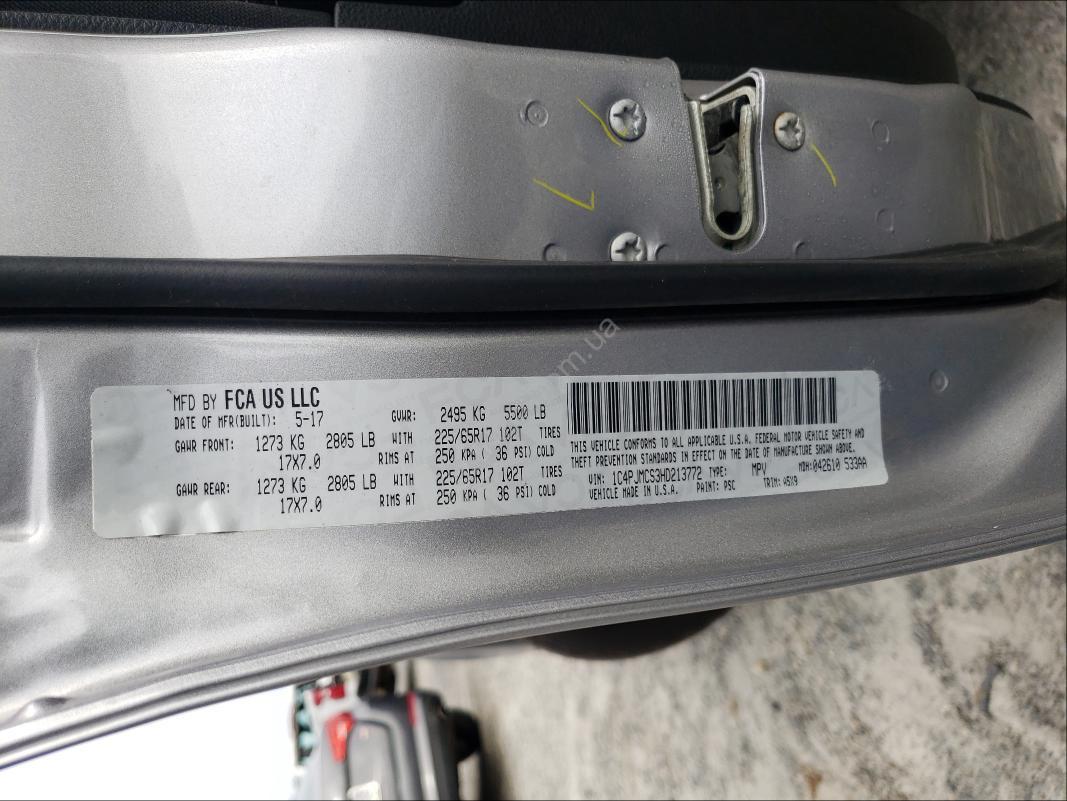 MFD BY FCA US LLC
DATE OF MFR(BUILT): 5-17 GVWR: 2495 KG 5500 LB
GAWR FRONT: 1273 KG 2805 LB WITH 225/65R17 102T TIRES
17X7.0 RIMS AT 250 KPA ( 36 PSI) COLD
GAWR REAR: 1273 KG 2805 LB WITH 225/65R17 102T TIRES
17X7.0 RIMS AT 250 KPA ( 36 PSI) COLD
THIS VEHICLE CONFORMS TO ALL APPLICABLE U.S.A. FEDERAL MOTOR VEHICLE SAFETY AND
THEFT PREVENTION STANDARDS IN EFFECT ON THE DATE OF MANUFACTURE SHOWN ABOVE.
VIN: 1C4PJMCS3HD213772 TYPE: MPV MDH:042610 533AA
VEHICLE MADE IN U.S.A. PAINT: PSC TRIM: A5X9